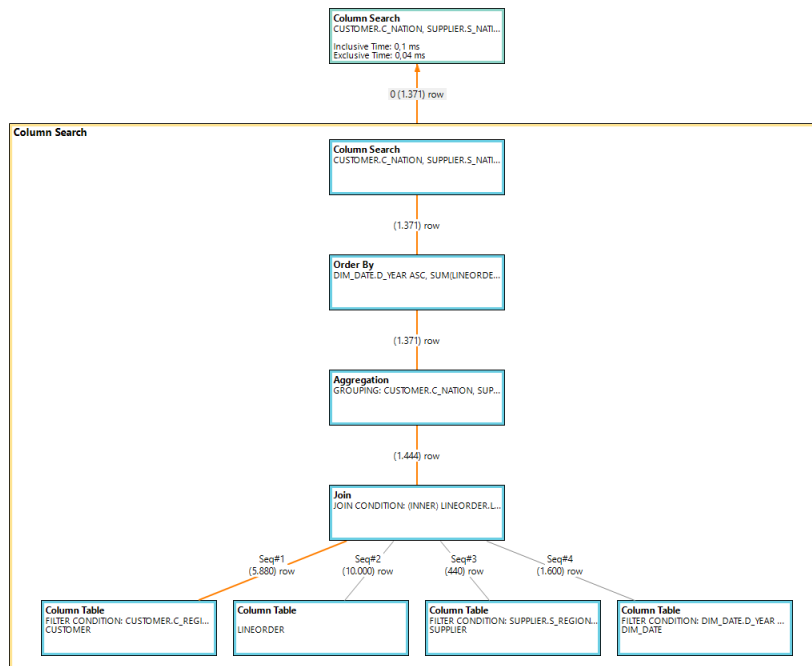 Column Search
CUSTOMER.C_NATION, SUPPLIER.S_NATI...
Inclusive Time: 0,1 ms
Exclusive Time: 0,04 ms
0 (1.371) row
Column Search
Column Search
CUSTOMER.C_NATION, SUPPLIER.S_NATI...
(1.371) row
Order By
DIM_DATE.D_YEAR ASC, SUM(LINEORDE...
(1.371) row
Aggregation
GROUPING: CUSTOMER.C_NATION, SUP...
(1.444) row
Join
JOIN CONDITION: (INNER) LINEORDER.L...
Seq#1
(5.880) row
Seq#2
(10.000) row
Seq#3
(440) row
Seq#4
(1.600) row
Column Table
FILTER CONDITION: CUSTOMER.C_REGI...
CUSTOMER
Column Table
LINEORDER
Column Table
FILTER CONDITION: SUPPLIER.S_REGION...
SUPPLIER
Column Table
FILTER CONDITION: DIM_DATE.D_YEAR ...
DIM_DATE